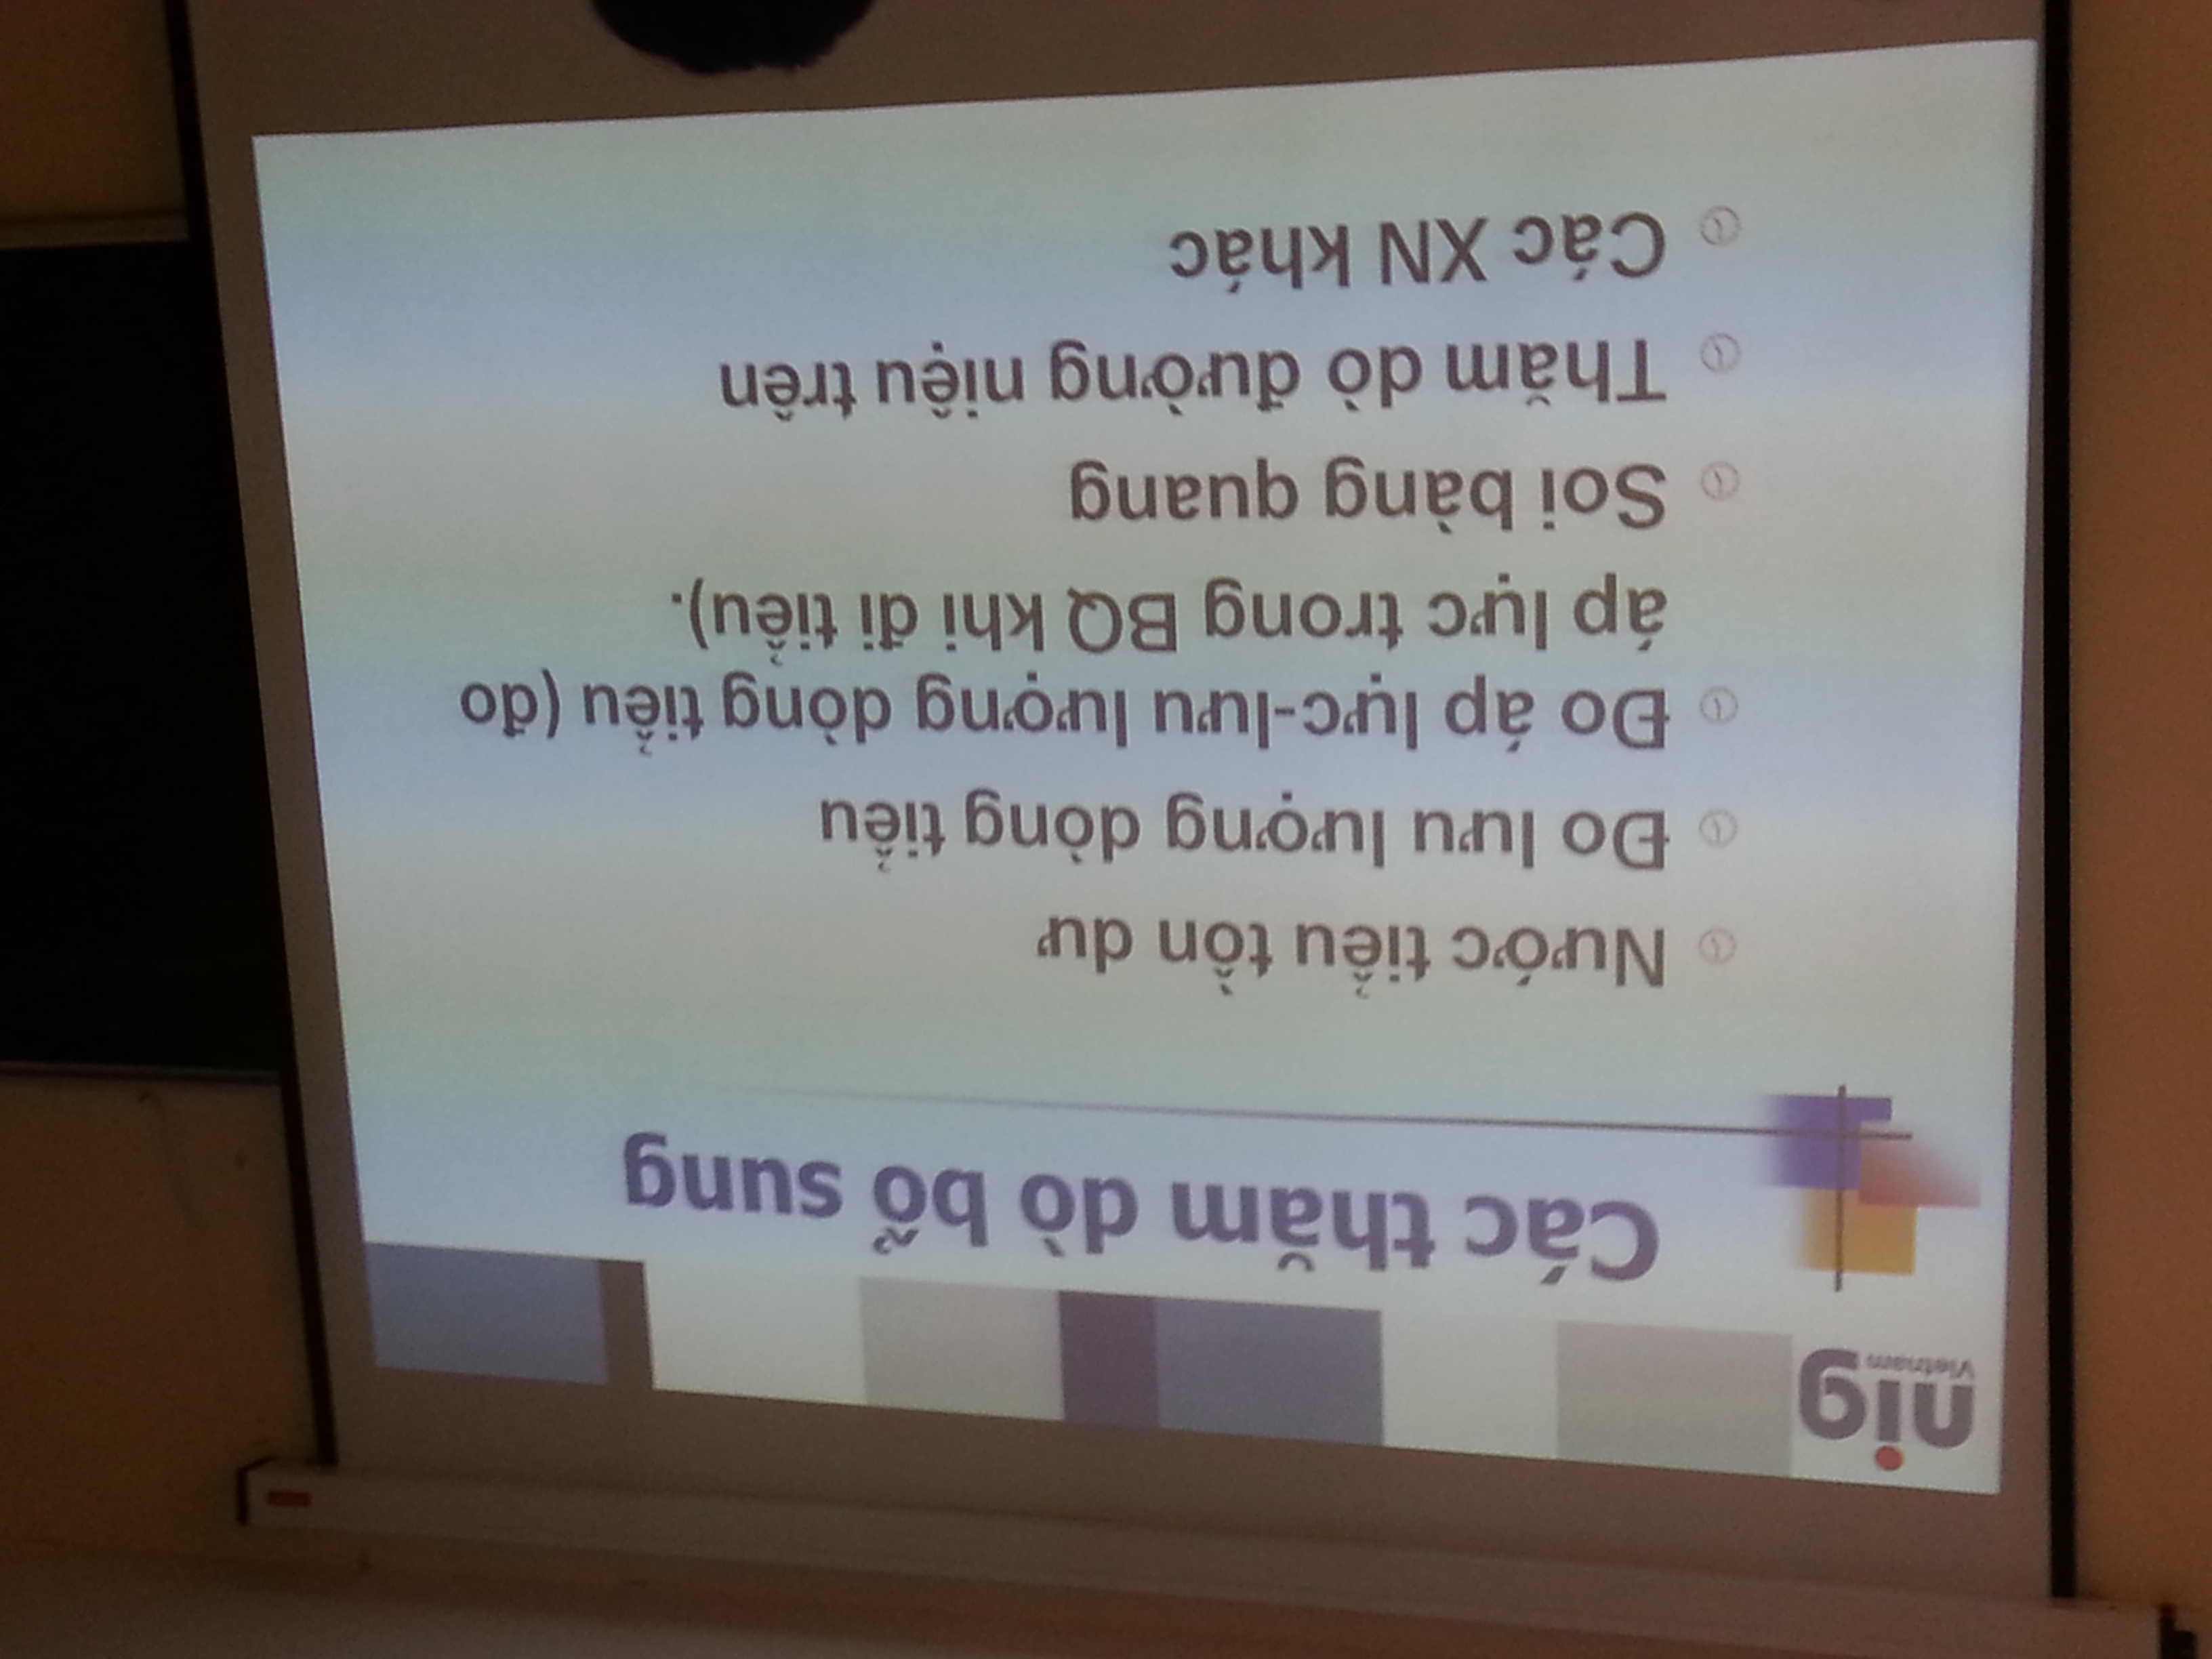 nig
Vietnam
Các thăm dò bổ sung
Nước tiểu tồn dư
Đo lưu lượng dòng tiểu
Đo áp lực-lưu lượng dòng tiểu (đo
áp lực trong BQ khi đi tiểu).
Soi bàng quang
Thăm dò đường niệu trên
Các XN khác